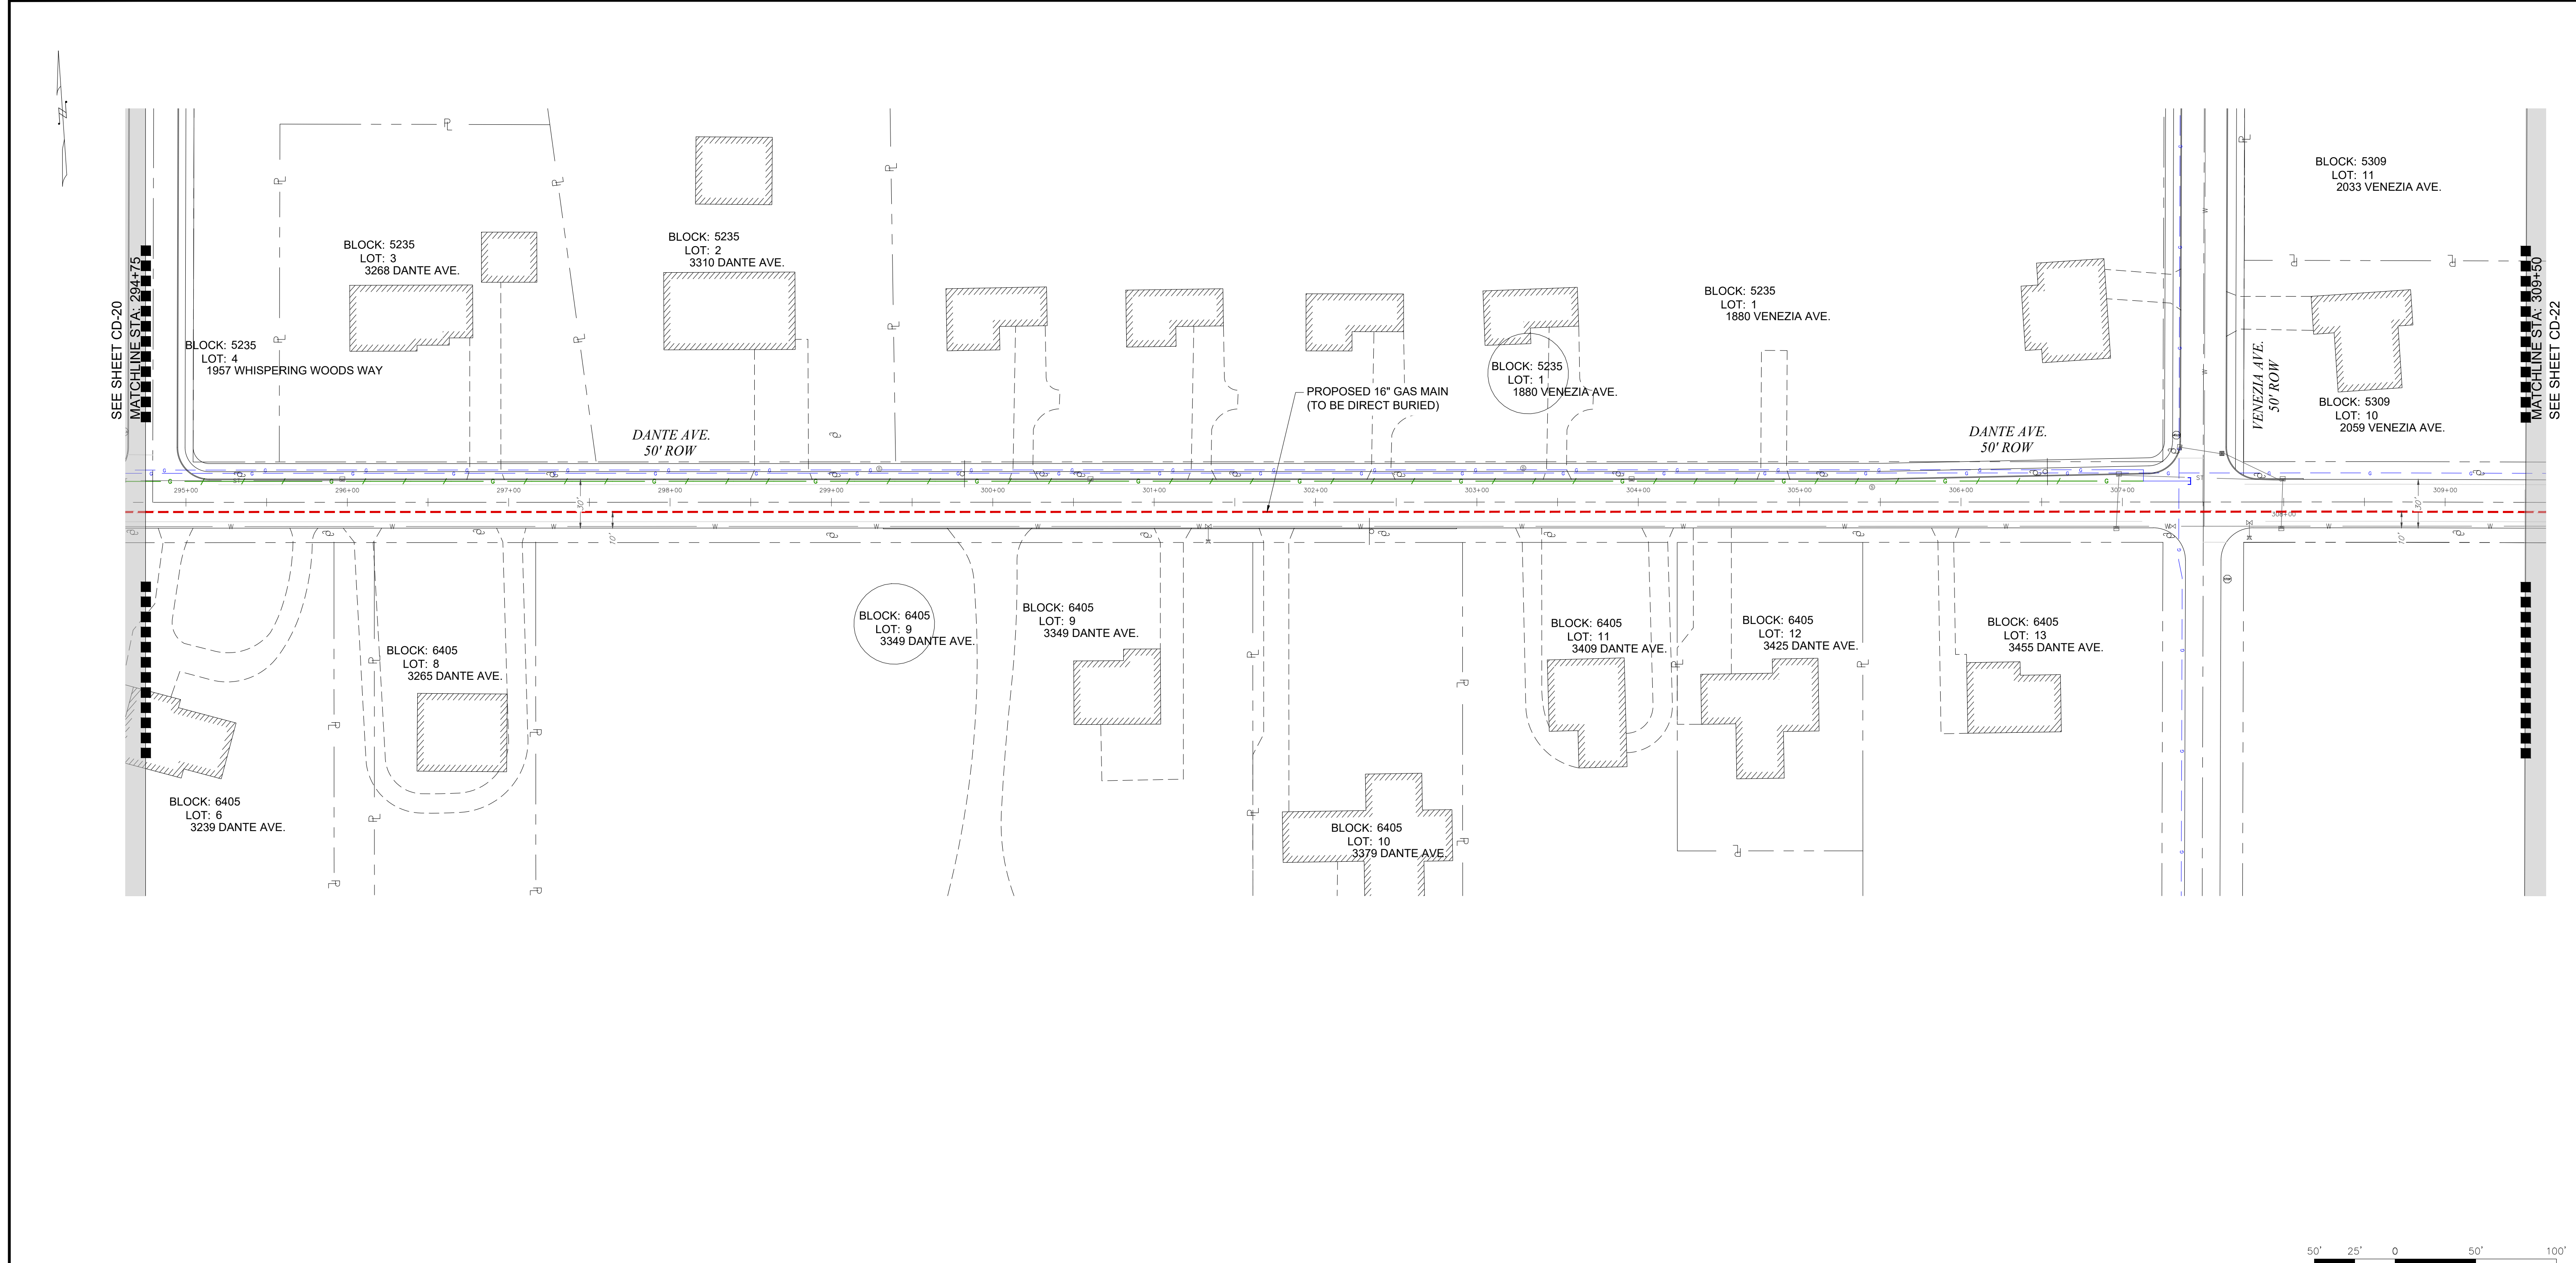 BLOCK: 5309
LOT: 11
2033 VENEZIA AVE.
BLOCK: 5235
LOT: 3
3268 DANTE AVE.
BLOCK: 5235
LOT: 2
3310 DANTE AVE.
SEE SHEET CD-20
MATCHLINE STA: 294+75
BLOCK: 5235
LOT: 4
1957 WHISPERING WOODS WAY
BLOCK: 5235
LOT: 1
1880 VENEZIA AVE.
BLOCK: 5235
LOT: 1
1880 VENEZIA AVE.
PROPOSED 16" GAS MAIN
(TO BE DIRECT BURIED)
VENEZIA AVE.
50' ROW
BLOCK: 5309
LOT: 10
2059 VENEZIA AVE.
MATCHLINE STA: 309+50
SEE SHEET CD-22
DANTE AVE.
50' ROW
DANTE AVE.
50' ROW
295+00
296+00
297+00
298+00
299+00
300+00
301+00
302+00
303+00
304+00
305+00
306+00
307+00
308+00
309+00
30'
10'
30'
10'
BLOCK: 6405
LOT: 9
3349 DANTE AVE.
BLOCK: 6405
LOT: 9
3349 DANTE AVE.
BLOCK: 6405
LOT: 11
3409 DANTE AVE.
BLOCK: 6405
LOT: 12
3425 DANTE AVE.
BLOCK: 6405
LOT: 13
3455 DANTE AVE.
BLOCK: 6405
LOT: 8
3265 DANTE AVE.
BLOCK: 6405
LOT: 6
3239 DANTE AVE.
BLOCK: 6405
LOT: 10
3379 DANTE AVE.
50' 25' 0 50' 100'